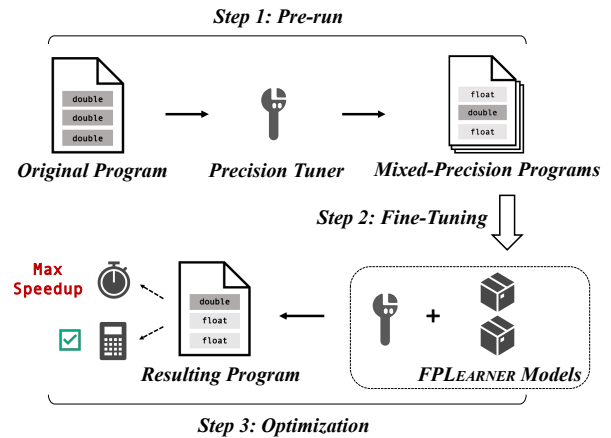 Step 1: Pre-run
double
double
double
float
double
float
Original Program
Precision Tuner
Mixed-Precision Programs
Step 2: Fine-Tuning
Max
Speedup
double
float
float
+
Resulting Program
FPLEARNER Models
Step 3: Optimization